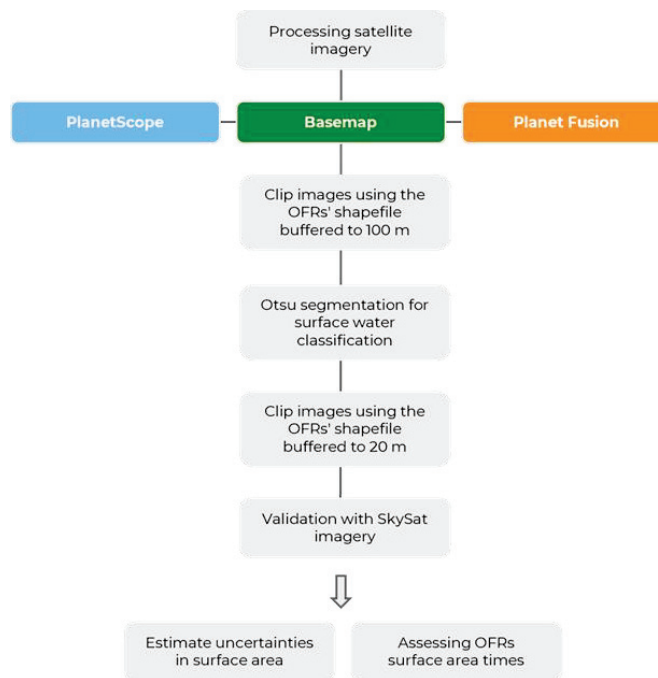 Processing satellite
imagery
PlanetScope
Basemap
Planet Fusion
Clip images using the
OFRs' shapefile
buffered to 100 m
Otsu segmentation for
surface water
classification
Clip images using the
OFRs' shapefile
buffered to 20 m
Validation with SkySat
imagery
Estimate uncertainties
in surface area
Assessing OFRs
surface area times